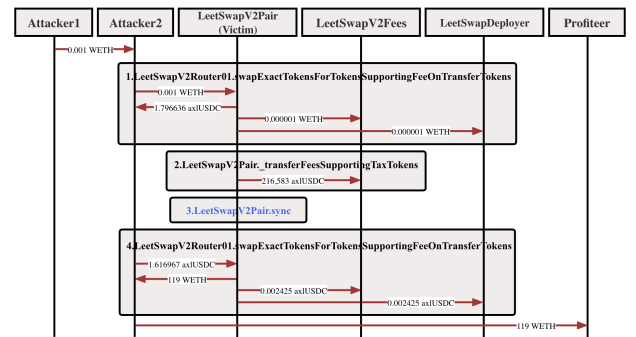 Attacker1
Attacker2
LeetSwapV2Pair
(Victim)
LeetSwapV2Fees
LeetSwapDeployer
Profiteer
0.001 WETH
1.LeetSwapV2Router01.swapExactTokensForTokensSupportingFeeOnTransferTokens
0.001 WETH
1.796636 axlUSDC
0.000001 WETH
0.000001 WETH
2.LeetSwapV2Pair._transferFeesSupportingTaxTokens
216,583 axlUSDC
3.LeetSwapV2Pair.sync
4.LeetSwapV2Router01.swapExactTokensForTokensSupportingFeeOnTransferTokens
1.616967 axlUSDC
119 WETH
0.002425 axlUSDC
0.002425 axlUSDC
119 WETH